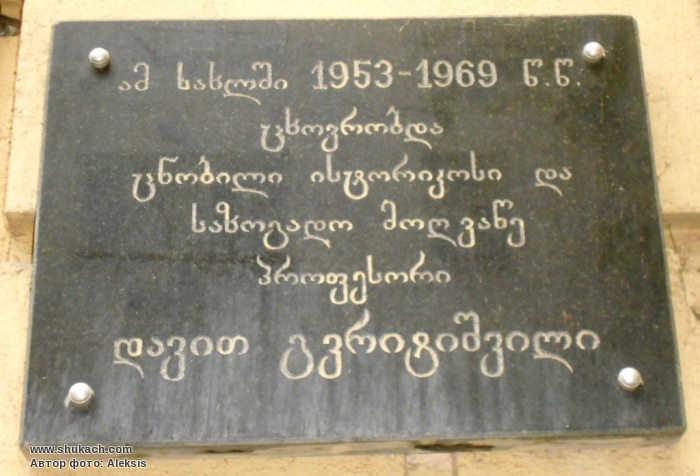 ამ სახლში 1953-1969 წ.წ.
ცხოვრობდა
ცნობილი ისტორიკოსი და
საზოგადო მოღვაწე
პროფესორი
დავით გვრიტიშვილი
www.shukach.com
Автор фото: Aleksis